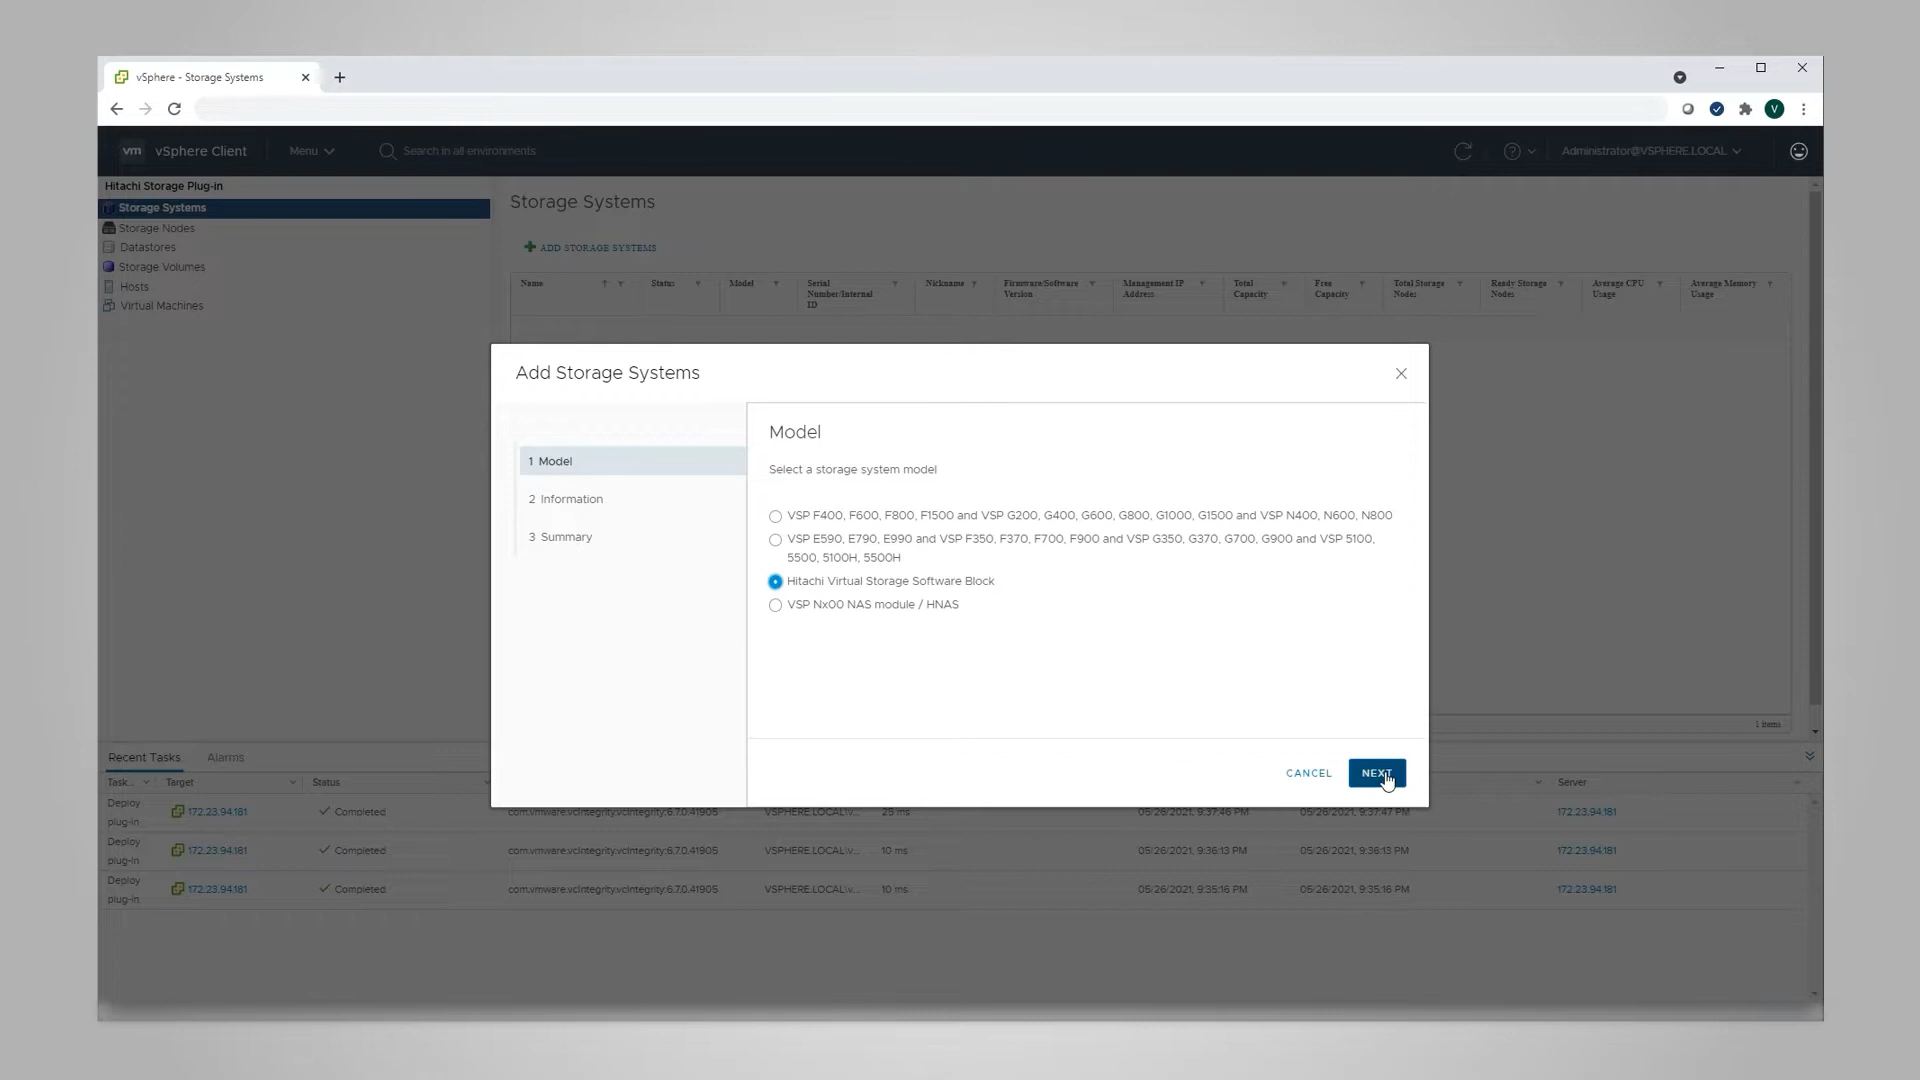 vSphere - Storage Systems
V
vm vSphere Client Menu Search in all environments Administrator@VSPHERE.LOCAL
Hitachi Storage Plug-in
Storage Systems
Storage Nodes
Datastores
Storage Volumes
Hosts
Virtual Machines
Storage Systems
ADD STORAGE SYSTEMS
Name Status Model Serial Number/Internal ID Nickname Firmware/Software Version Management IP Address Total Capacity Free Capacity Total Storage Nodes Ready Storage Nodes Average CPU Usage Average Memory Usage
1 items
Add Storage Systems
1 Model
2 Information
3 Summary
Model
Select a storage system model
VSP F400, F600, F800, F1500 and VSP G200, G400, G600, G800, G1000, G1500 and VSP N400, N600, N800
VSP E590, E790, E990 and VSP F350, F370, F700, F900 and VSP G350, G370, G700, G900 and VSP 5100,
5500, 5100H, 5500H
Hitachi Virtual Storage Software Block
VSP Nx00 NAS module / HNAS
CANCEL NEXT
Recent Tasks Alarms
Task... Target Status Server
Deploy plug-in 172.23.94.181 Completed com.vmware.vcIntegrity.vcIntegrity:6.7.0.41905 VSPHERE.LOCAL\v... 25 ms 05/26/2021, 9:37:46 PM 05/26/2021, 9:37:47 PM 172.23.94.181
Deploy plug-in 172.23.94.181 Completed com.vmware.vcIntegrity.vcIntegrity:6.7.0.41905 VSPHERE.LOCAL\v... 10 ms 05/26/2021, 9:36:13 PM 05/26/2021, 9:36:13 PM 172.23.94.181
Deploy plug-in 172.23.94.181 Completed com.vmware.vcIntegrity.vcIntegrity:6.7.0.41905 VSPHERE.LOCAL\v... 10 ms 05/26/2021, 9:35:16 PM 05/26/2021, 9:35:16 PM 172.23.94.181